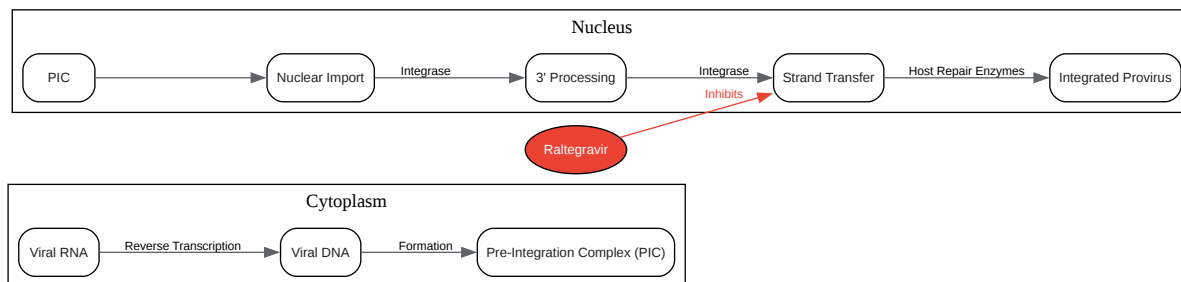 Nucleus
PIC
Nuclear Import
Integrase
3' Processing
Integrase
Strand Transfer
Host Repair Enzymes
Integrated Provirus
Inhibits
Raltegravir
Cytoplasm
Viral RNA
Reverse Transcription
Viral DNA
Formation
Pre-Integration Complex (PIC)